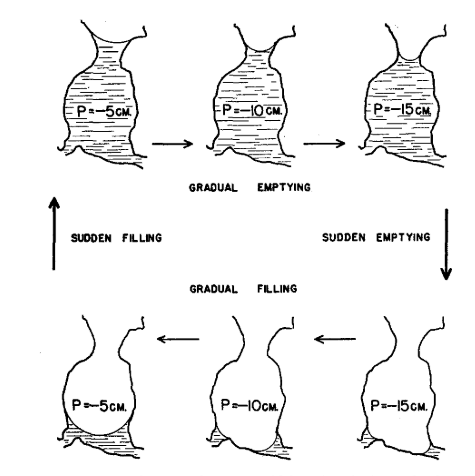 P=-5CM.
P=-10CM.
P=-15CM.
GRADUAL EMPTYING
SUDDEN FILLING
SUDDEN EMPTYING
GRADUAL FILLING
P=-5CM.
P=-10CM.
P=-15CM.